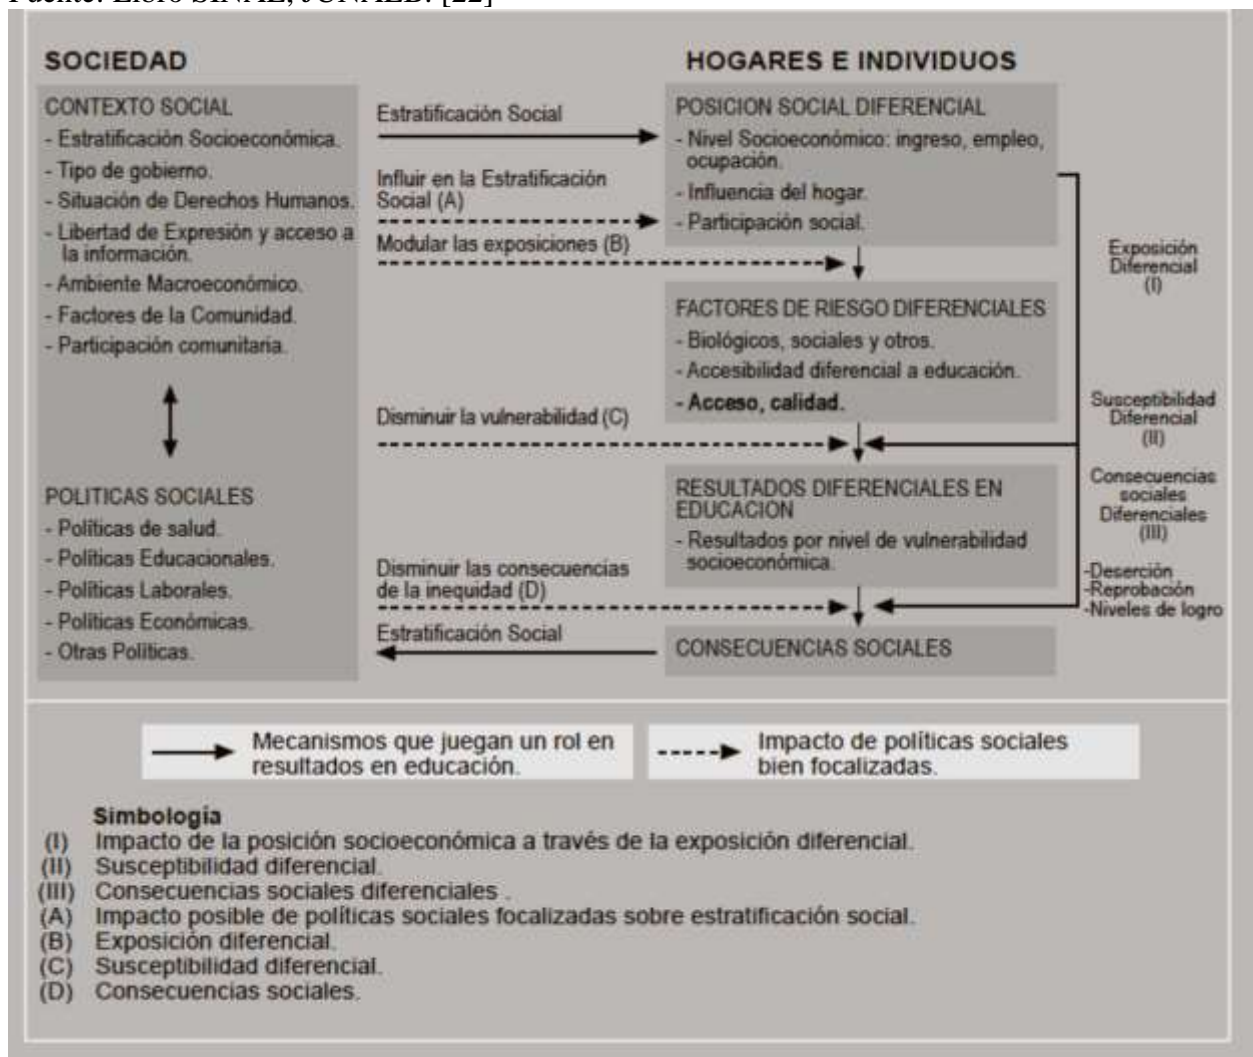 Fuente: Libro SINAE, JUNAEB. [22]
SOCIEDAD
CONTEXTO SOCIAL
- Estratificación Socioeconómica.
- Tipo de gobierno.
- Situación de Derechos Humanos.
- Libertad de Expresión y acceso a
la información.
- Ambiente Macroeconómico.
- Factores de la Comunidad.
- Participación comunitaria.
POLITICAS SOCIALES
- Políticas de salud.
- Políticas Educacionales.
- Políticas Laborales.
- Políticas Económicas.
- Otras Políticas.
Estratificación Social
Influir en la Estratificación
Social (A)
Modular las exposiciones (B)
Disminuir la vulnerabilidad (C)
Disminuir las consecuencias
de la inequidad (D)
Estratificación Social
HOGARES E INDIVIDUOS
POSICION SOCIAL DIFERENCIAL
- Nivel Socioeconómico: ingreso, empleo,
ocupación.
- Influencia del hogar.
- Participación social.
FACTORES DE RIESGO DIFERENCIALES
- Biológicos, sociales y otros.
- Accesibilidad diferencial a educación.
- Acceso, calidad.
RESULTADOS DIFERENCIALES EN
EDUCACION
- Resultados por nivel de vulnerabilidad
socioeconómica.
CONSECUENCIAS SOCIALES
Exposición
Diferencial
(I)
Susceptibilidad
Diferencial
(II)
Consecuencias
sociales
Diferenciales
(III)
-Deserción
-Reprobación
-Niveles de logro
Mecanismos que juegan un rol en
resultados en educación.
Impacto de políticas sociales
bien focalizadas.
Simbología
(I) Impacto de la posición socioeconómica a través de la exposición diferencial.
(II) Susceptibilidad diferencial.
(III) Consecuencias sociales diferenciales .
(A) Impacto posible de políticas sociales focalizadas sobre estratificación social.
(B) Exposición diferencial.
(C) Susceptibilidad diferencial.
(D) Consecuencias sociales.